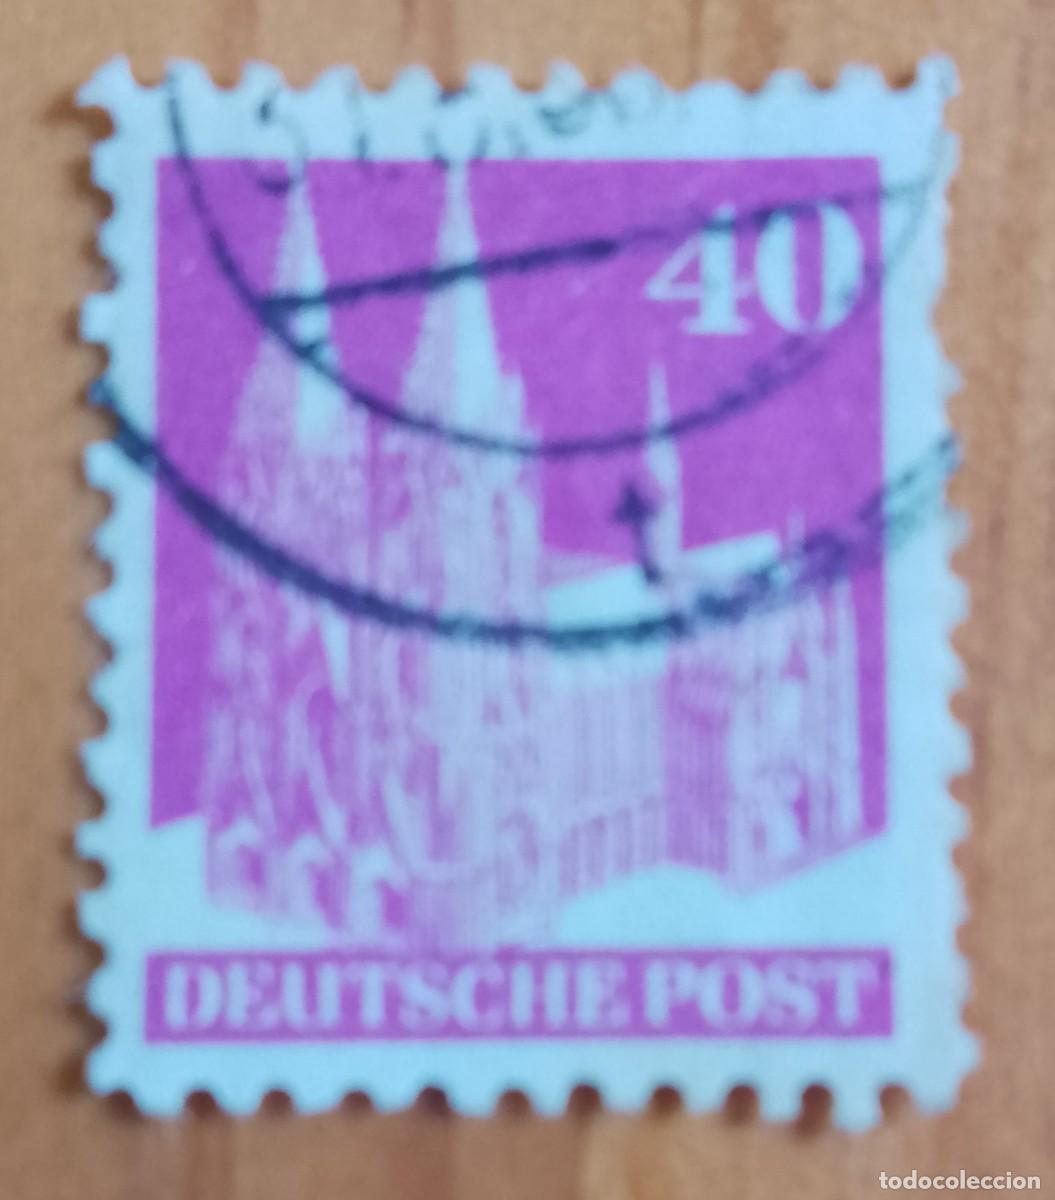 40
DEUTSCHE POST
todocoleccion